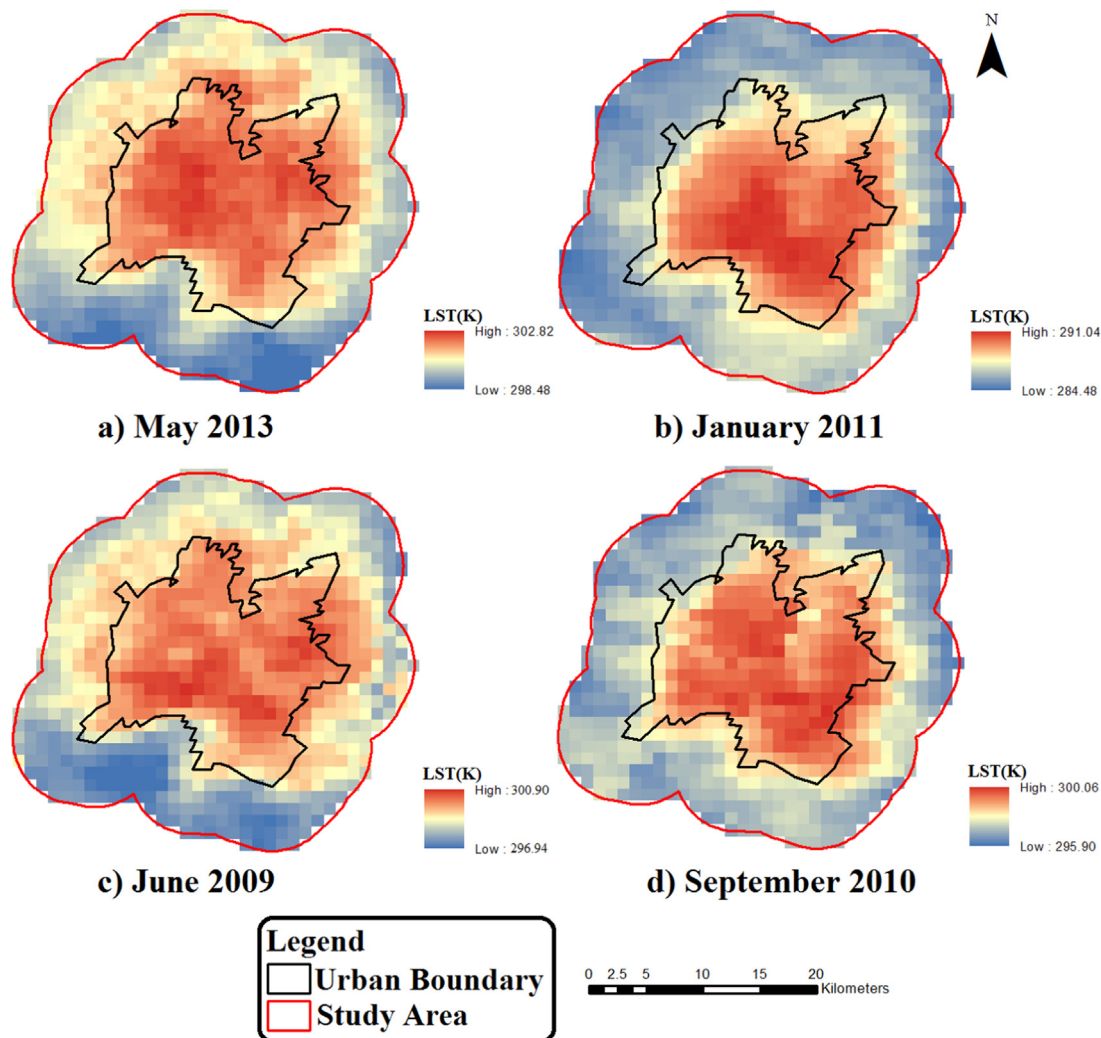 N
LST(K)
High : 302.82
Low : 298.48
a) May 2013
LST(K)
High : 291.04
Low : 284.48
b) January 2011
LST(K)
High : 300.90
Low : 296.94
c) June 2009
LST(K)
High : 300.06
Low : 295.90
d) September 2010
Legend
Urban Boundary
Study Area
0 2.5 5 10 15 20
Kilometers